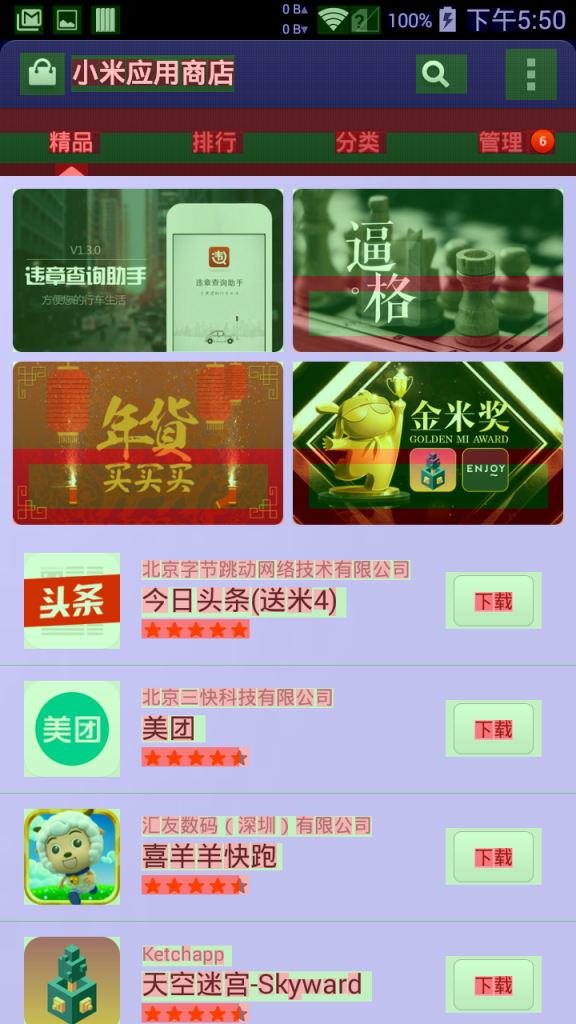 0 B▲
0 B▼
100%
下午5:50
小米应用商店
精品 排行 分类 管理 6
V1.3.0
违章查询助手
方便您的行车生活
违
违章查询助手
逼。格
年货
买买买
金米奖
GOLDEN MI AWARD
ENJOY
头条
北京字节跳动网络技术有限公司
今日头条(送米4)
下载
美团
北京三快科技有限公司
美团
下载
汇友数码（深圳）有限公司
喜羊羊快跑
下载
Ketchapp
天空迷宫-Skyward
下载